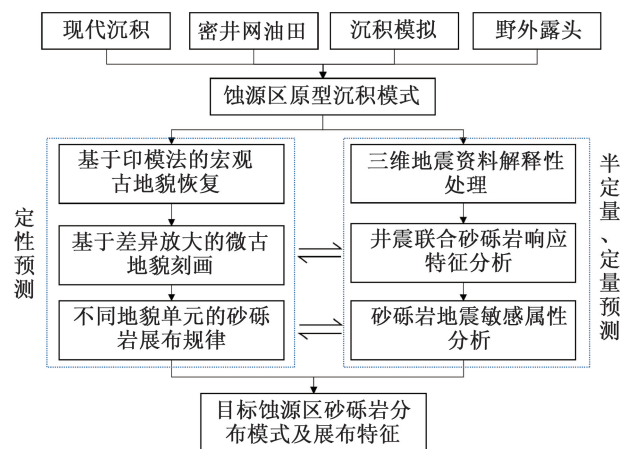 现代沉积
密井网油田
沉积模拟
野外露头
蚀源区原型沉积模式
定性预测
基于印模法的宏观
古地貌恢复
基于差异放大的微古
地貌刻画
不同地貌单元的砂砾
岩展布规律
三维地震资料解释性
处理
井震联合砂砾岩响应
特征分析
砂砾岩地震敏感属性
分析
半定量、定量预测
目标蚀源区砂砾岩分
布模式及展布特征